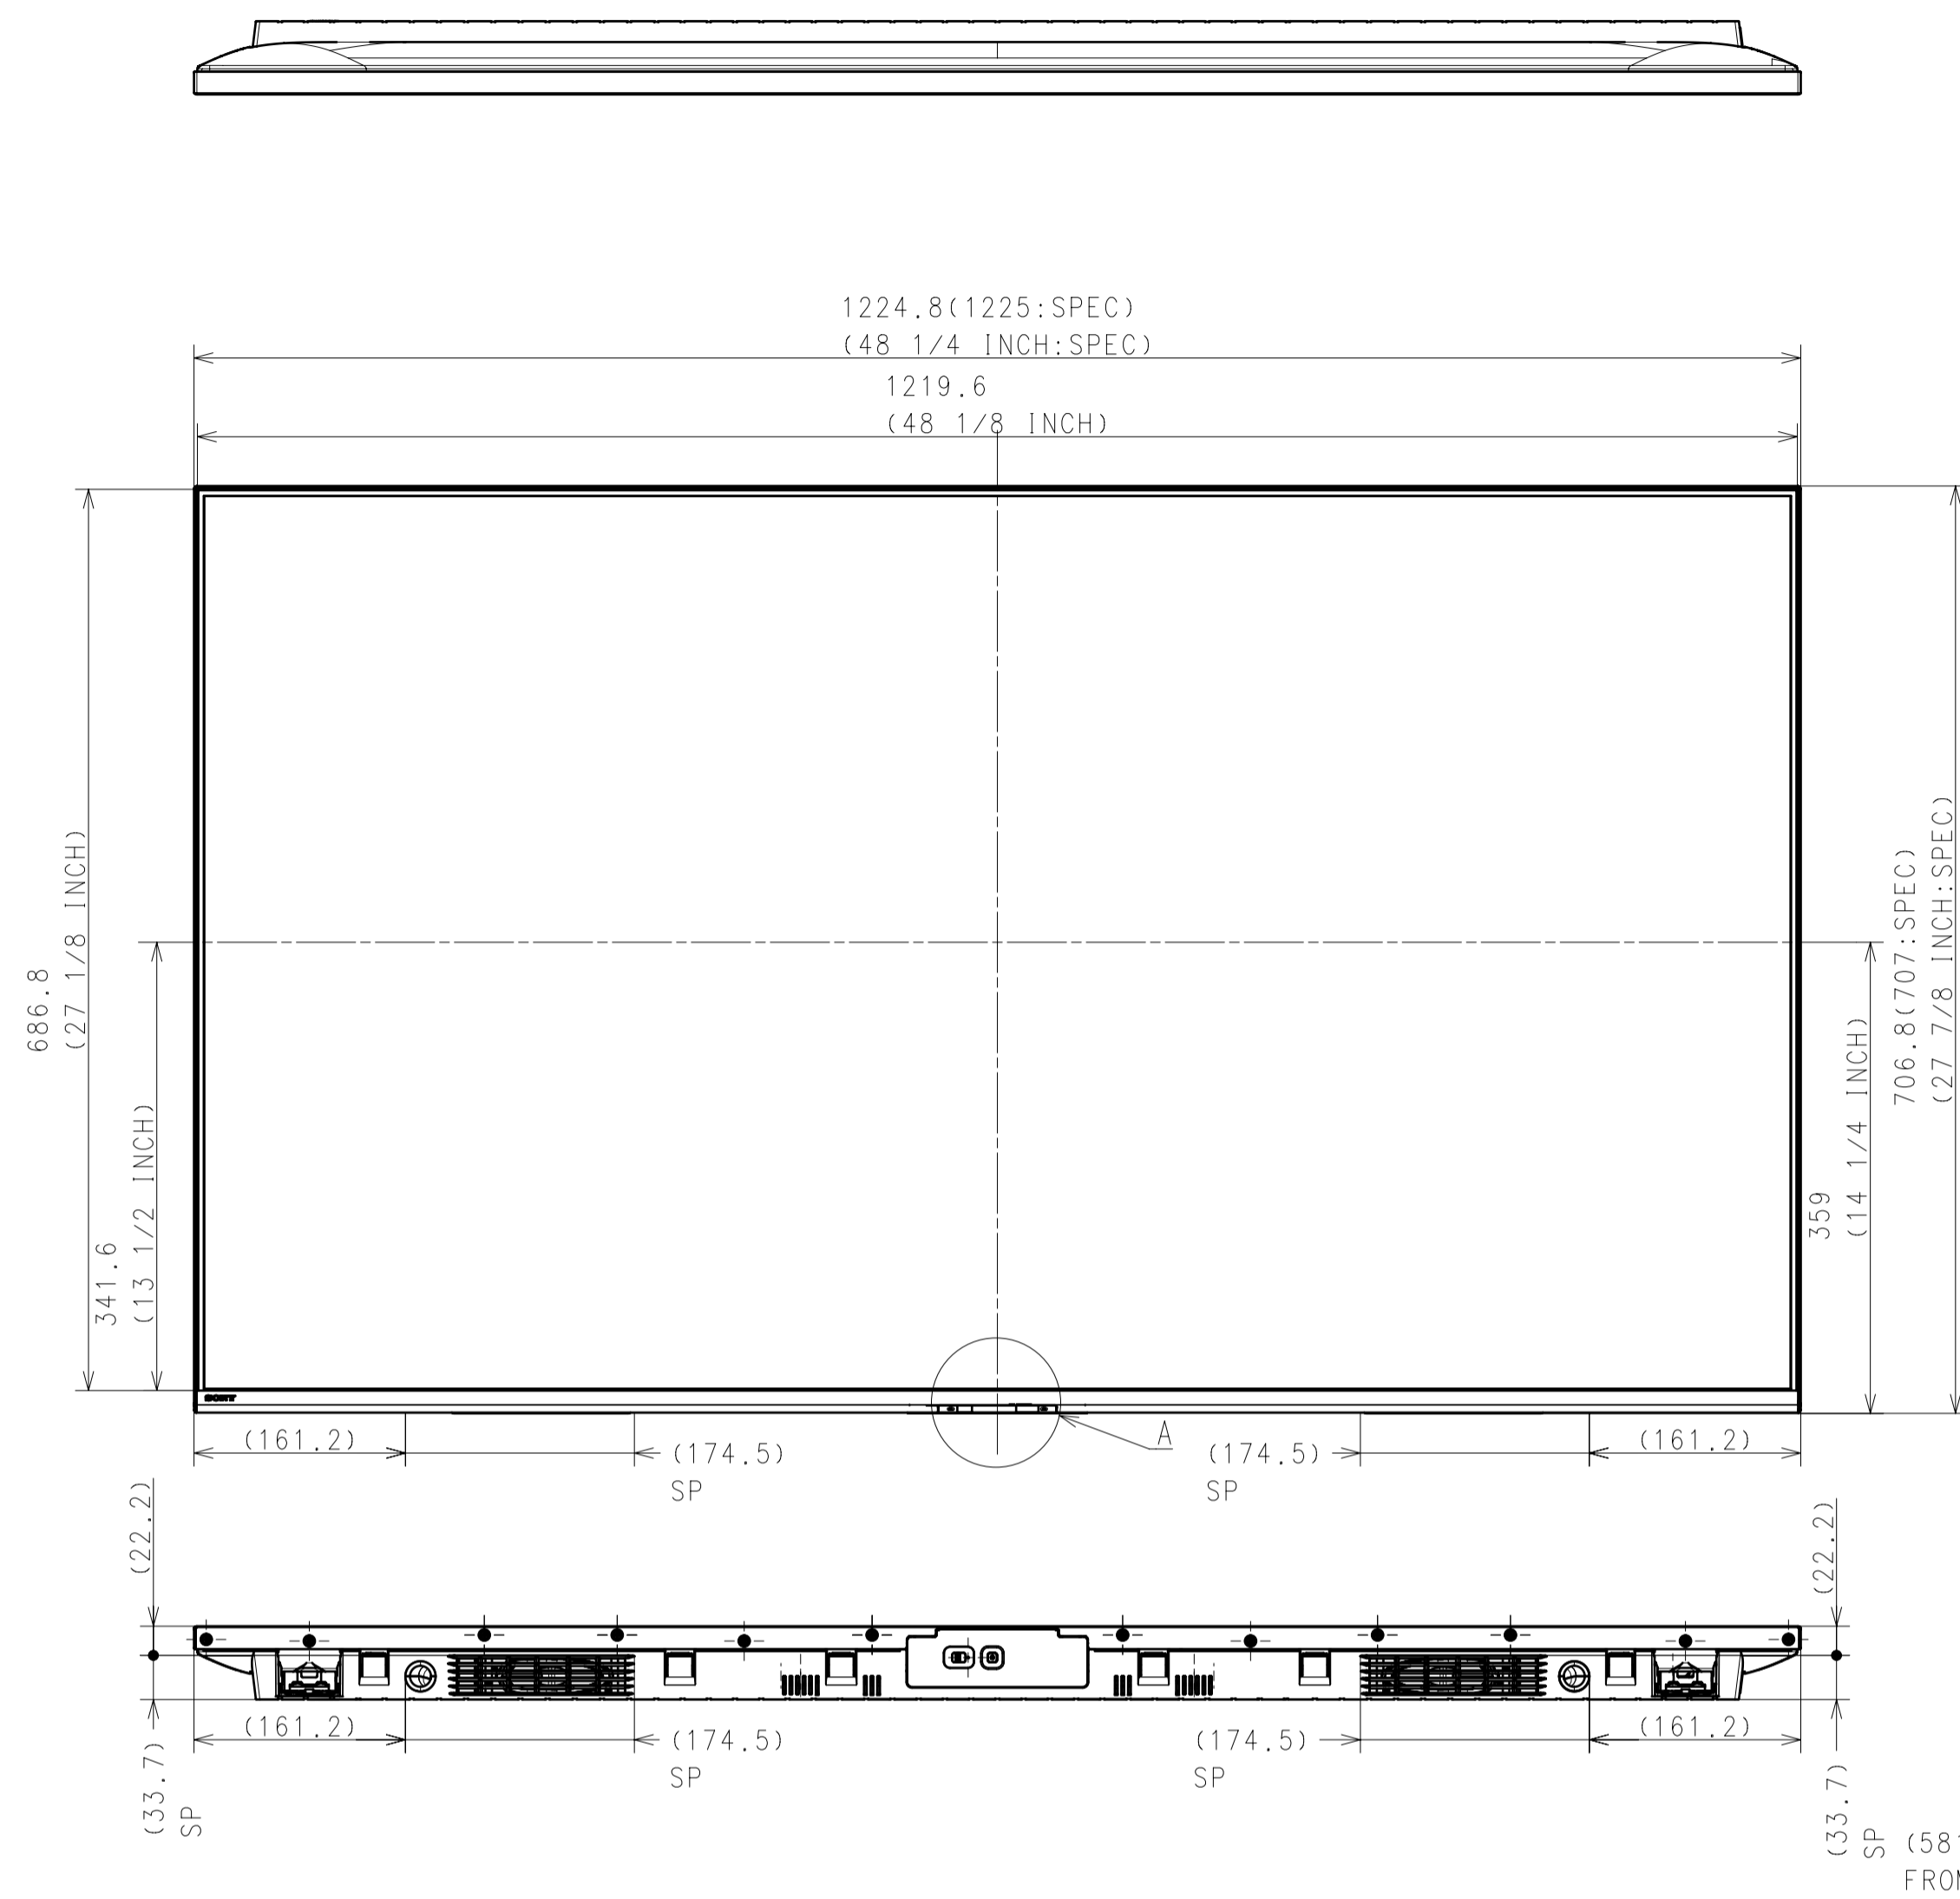 1224.8(1225:SPEC)
(48 1/4 INCH:SPEC)
1219.6
(48 1/8 INCH)
686.8
(27 1/8 INCH)
341.6
(13 1/2 INCH)
706.8(707:SPEC)
(27 7/8 INCH:SPEC)
359
(14 1/4 INCH)
SONY
A
(161.2)
(174.5)
SP
(174.5)
SP
(161.2)
(22.2)
(22.2)
(161.2)
(174.5)
SP
(174.5)
SP
(161.2)
(33.7)
SP
(33.7)
SP